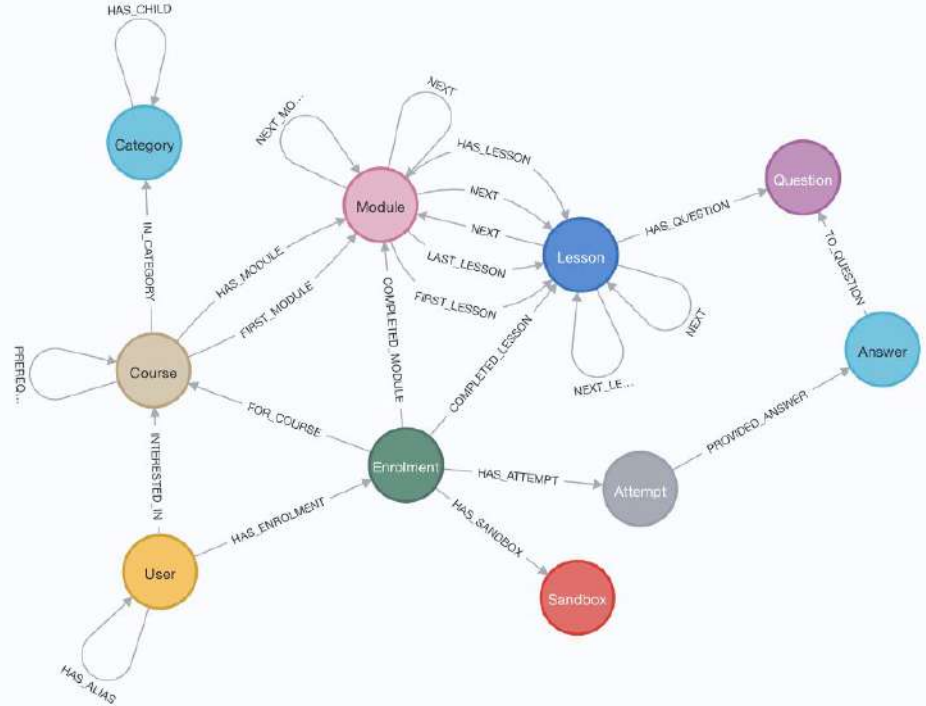 HAS_CHILD
Category
NEXT_MO...
NEXT
HAS_LESSON
Module
NEXT
NEXT
LAST_LESSON
FIRST_LESSON
Lesson
HAS_QUESTION
Question
TO_QUESTION
IN_CATEGORY
HAS_MODULE
FIRST_MODULE
COMPLETED_MODULE
COMPLETED_LESSON
NEXT_LE...
NEXT
Answer
PREREQ...
Course
FOR_COURSE
PROVIDED_ANSWER
INTERESTED_IN
Enrolment
HAS_ATTEMPT
Attempt
HAS_ENROLMENT
HAS_SANDBOX
User
Sandbox
HAS_ALIAS